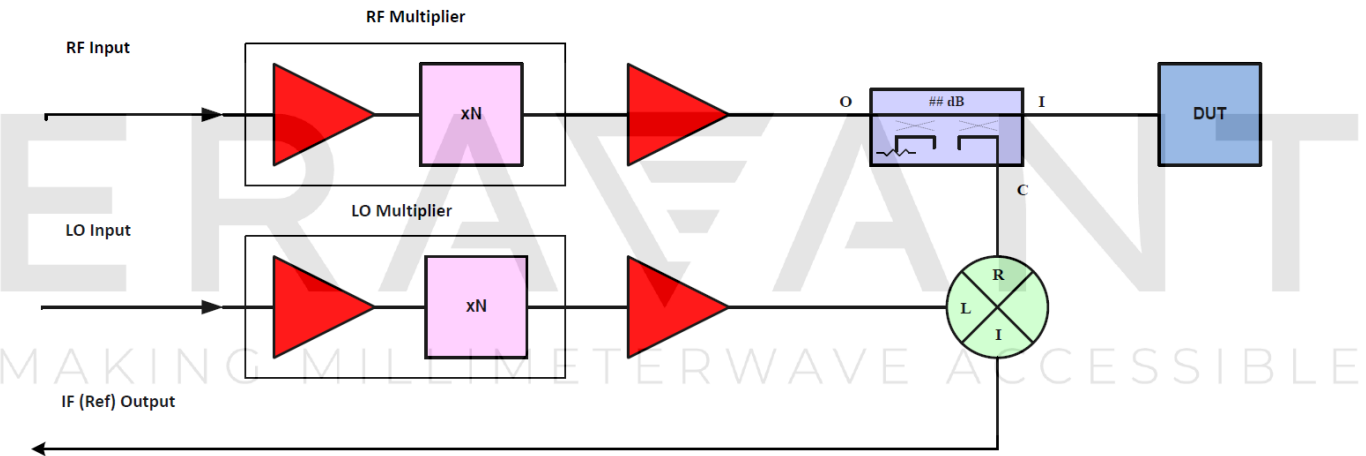 RF Multiplier
RF Input
xN
O
## dB
I
DUT
C
LO Multiplier
LO Input
xN
R
L
I
IF (Ref) Output
ERAVANT
MAKING MILLIMETERWAVE ACCESSIBLE